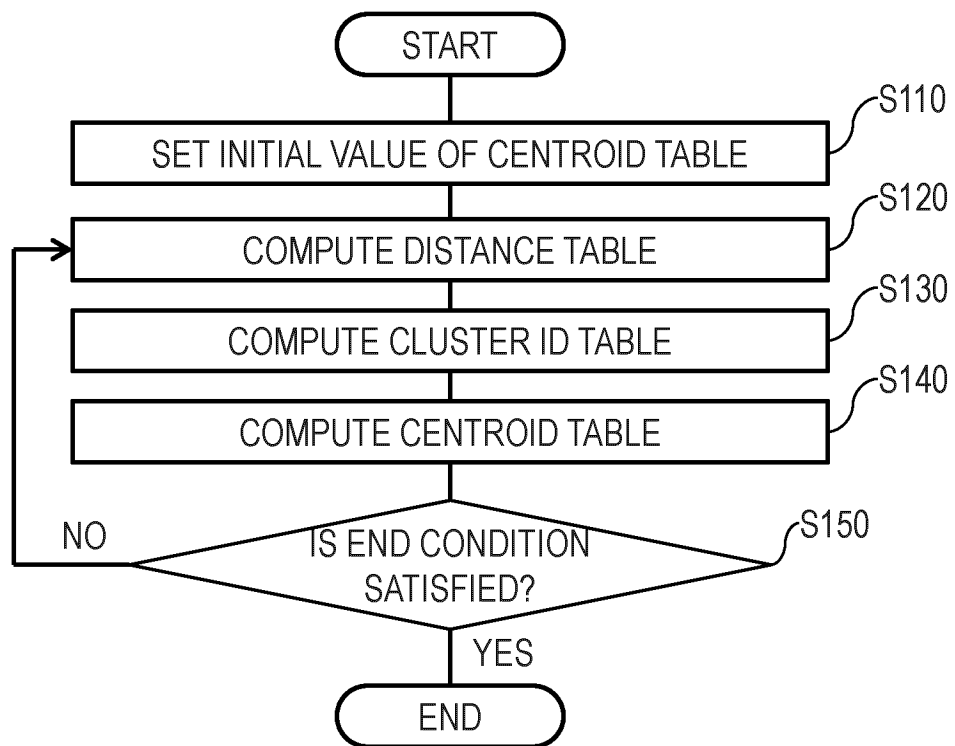 START
S110
SET INITIAL VALUE OF CENTROID TABLE
S120
COMPUTE DISTANCE TABLE
S130
COMPUTE CLUSTER ID TABLE
S140
COMPUTE CENTROID TABLE
S150
NO
IS END CONDITION
SATISFIED?
YES
END